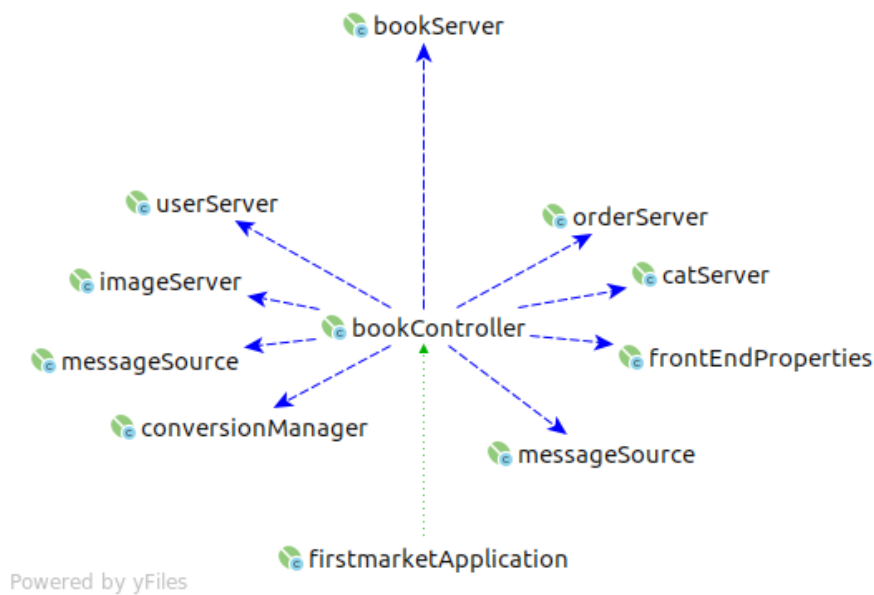 bookServer
userServer
orderServer
imageServer
catServer
bookController
messageSource
frontEndProperties
conversionManager
messageSource
firstmarketApplication
Powered by yFiles